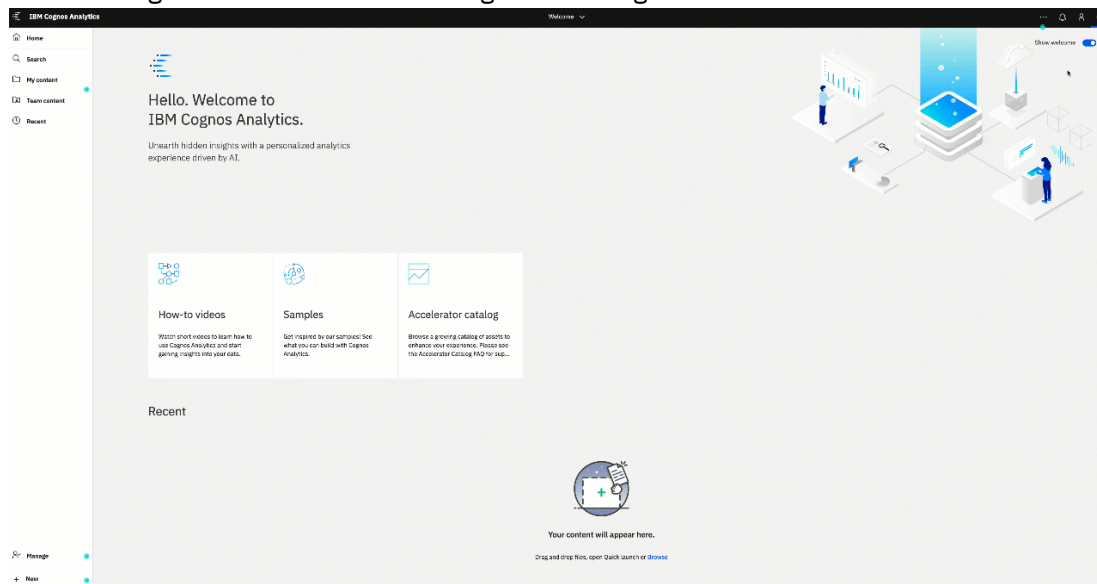 IBM Cognos Analytics
Welcome
Home
Search
My content
Team content
Recent
Show welcome
Hello. Welcome to
IBM Cognos Analytics.
Unearth hidden insights with a personalized analytics
experience driven by AI.
How-to videos
Watch short videos to learn how to
use Cognos Analytics and start
gaining insights into your data.
Samples
Get inspired by our samples! See
what you can build with Cognos
Analytics.
Accelerator catalog
Browse a growing catalog of assets to
enhance your experience. Please see
the Accelerator Catalog FAQ for sup...
Recent
Your content will appear here.
Drag and drop files, open Quick launch or Browse
Manage
New